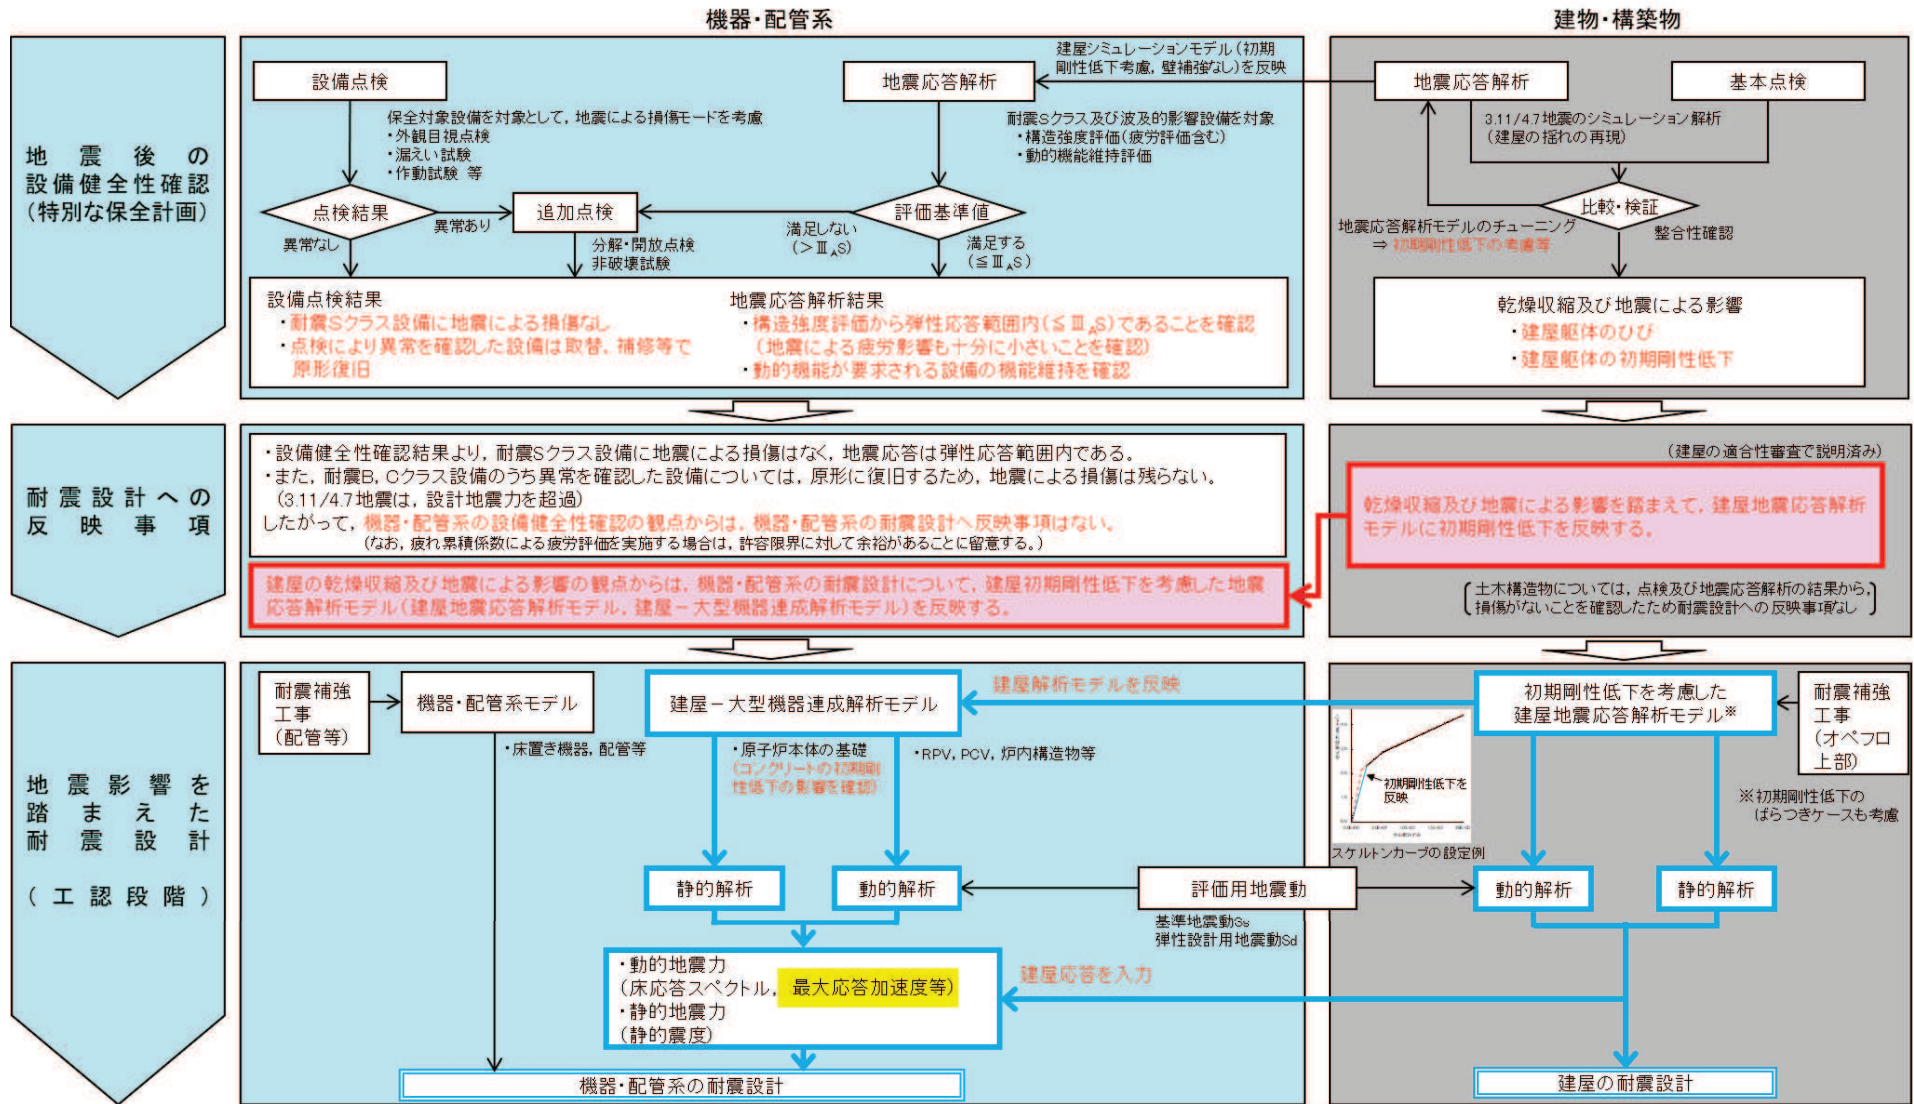 機器・配管系
建物・構築物
地震後の
設備健全性確認
(特別な保全計画)
設備点検
保全対象設備を対象として，地震による損傷モードを考慮
・外観目視点検
・漏えい試験
・作動試験 等
点検結果
異常なし
異常あり
追加点検
分解・開放点検
非破壊試験
建屋シミュレーションモデル(初期
剛性低下考慮，壁補強なし)を反映
地震応答解析
耐震Sクラス及び波及的影響設備を対象
・構造強度評価(疲労評価含む)
・動的機能維持評価
評価基準値
満足しない
(＞ⅢAS)
満足する
(≦ⅢAS)
設備点検結果
・耐震Sクラス設備に地震による損傷なし
・点検により異常を確認した設備は取替、補修等で
原形復旧
地震応答解析結果
・構造強度評価から弾性応答範囲内(≦ⅢAS)であることを確認
(地震による疲労影響も十分に小さいことを確認)
・動的機能が要求される設備の機能維持を確認
地震応答解析
基本点検
3.11/4.7地震のシミュレーション解析
(建屋の揺れの再現)
比較・検証
地震応答解析モデルのチューニング
⇒ 初期剛性低下の考慮等
整合性確認
乾燥収縮及び地震による影響
・建屋躯体のひび
・建屋躯体の初期剛性低下
耐震設計への
反映事項
・設備健全性確認結果より，耐震Sクラス設備に地震による損傷はなく，地震応答は弾性応答範囲内である。
・また，耐震B，Cクラス設備のうち異常を確認した設備については，原形に復旧するため，地震による損傷は残らない。
(3.11/4.7地震は，設計地震力を超過)
したがって，機器・配管系の設備健全性確認の観点からは，機器・配管系の耐震設計へ反映事項はない。
(なお，疲れ累積係数による疲労評価を実施する場合は，許容限界に対して余裕があることに留意する。)
建屋の乾燥収縮及び地震による影響の観点からは，機器・配管系の耐震設計について，建屋初期剛性低下を考慮した地震
応答解析モデル(建屋地震応答解析モデル，建屋－大型機器連成解析モデル)を反映する。
(建屋の適合性審査で説明済み)
乾燥収縮及び地震による影響を踏まえて，建屋地震応答解析
モデルに初期剛性低下を反映する。
土木構造物については，点検及び地震応答解析の結果から，
損傷がないことを確認したため耐震設計への反映事項なし
地震影響を
踏まえた
耐震設計
(工認段階)
耐震補強
工事
(配管等)
機器・配管系モデル
・床置き機器，配管等
建屋－大型機器連成解析モデル
・原子炉本体の基礎
(コンクリートの初期剛
性低下の影響を確認)
・RPV，PCV，炉内構造物等
建屋解析モデルを反映
初期剛性低下を考慮した
建屋地震応答解析モデル※
耐震補強
工事
(オペフロ
上部)
※初期剛性低下の
ばらつきケースも考慮
初期剛性低下を
反映
スケルトンカーブの設定例
静的解析
動的解析
評価用地震動
基準地震動Ss
弾性設計用地震動Sd
動的解析
静的解析
・動的地震力
(床応答スペクトル，最大応答加速度等)
・静的地震力
(静的震度)
建屋応答を入力
機器・配管系の耐震設計
建屋の耐震設計